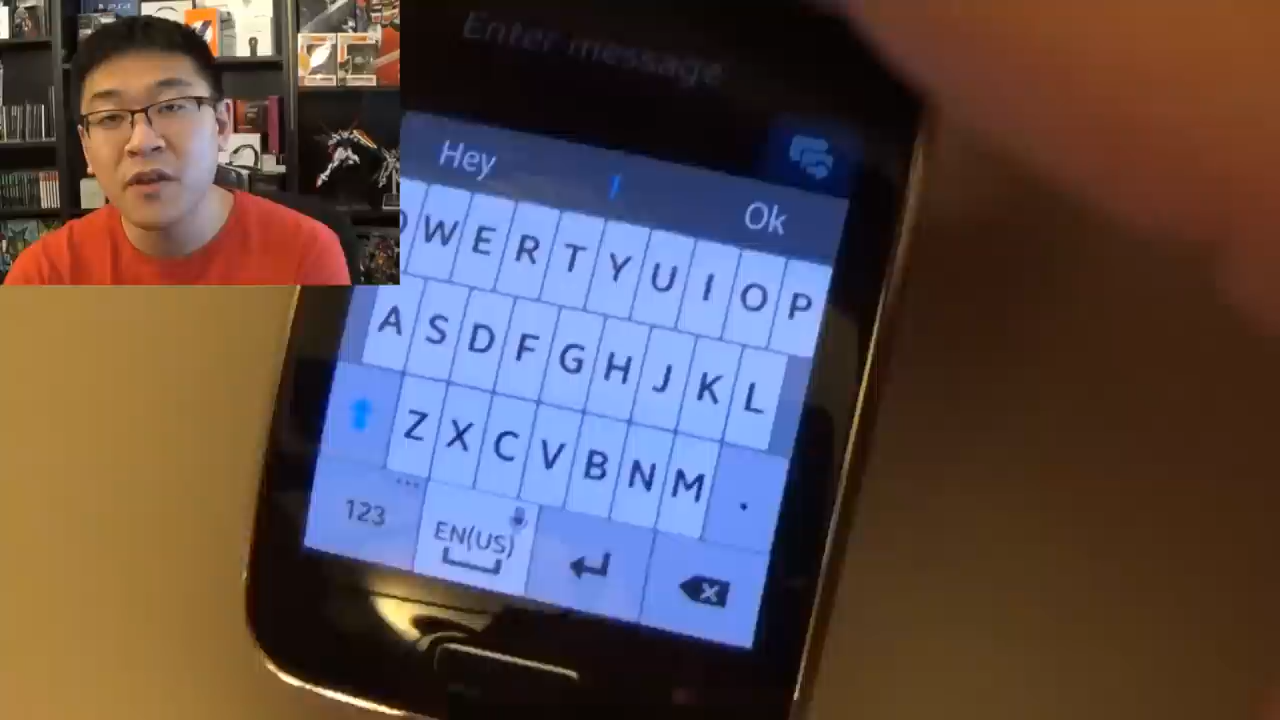 Enter message
Hey I Ok
W E R T Y U I O P
A S D F G H J K L
Z X C V B N M .
123 EN(US)